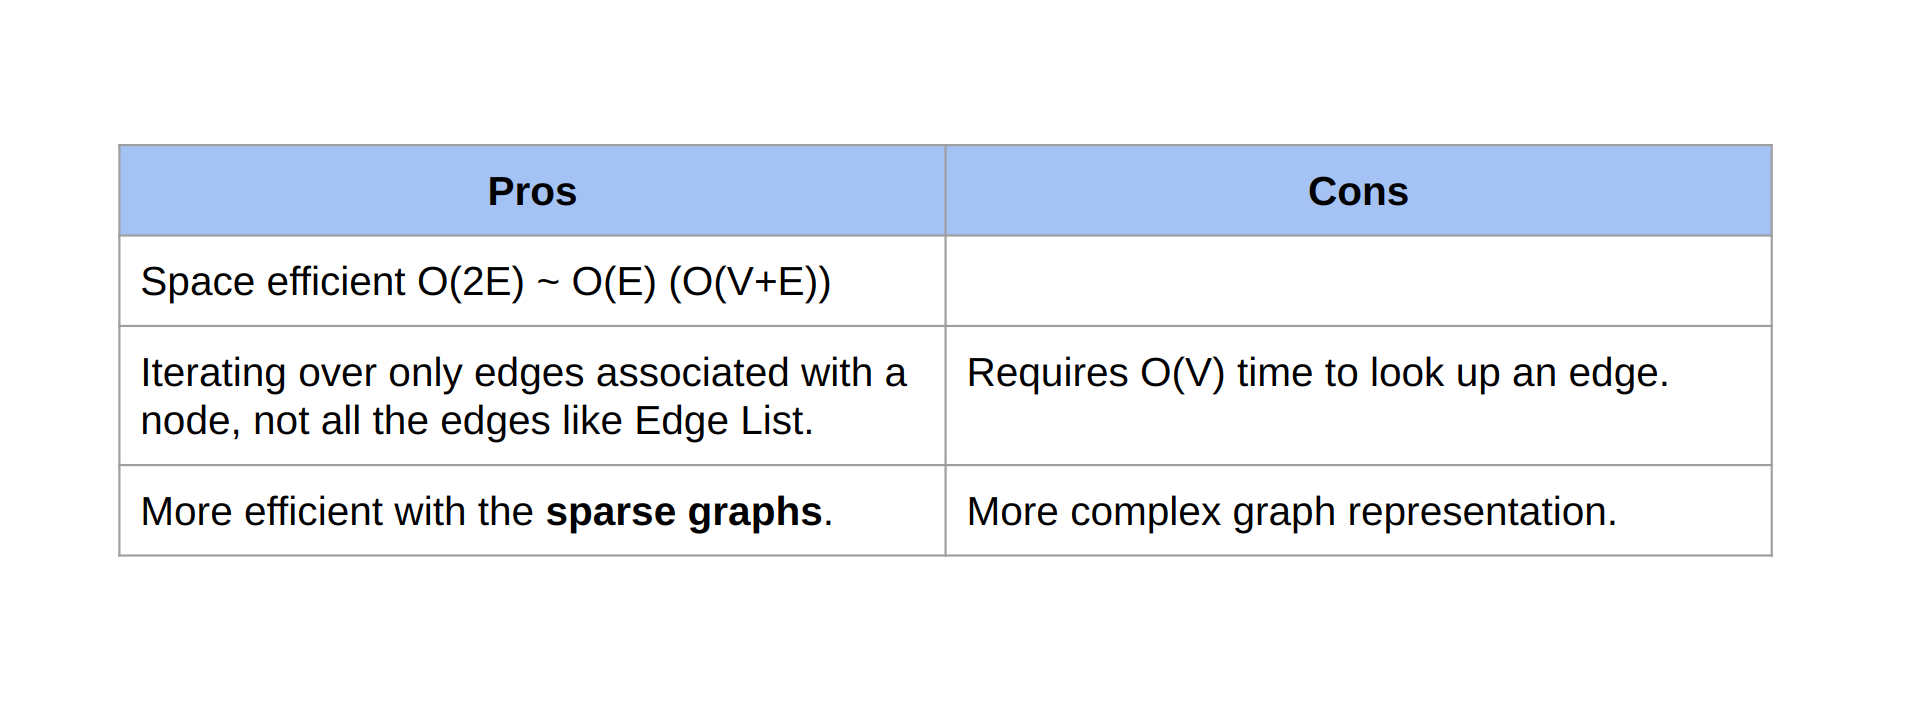 Pros
Cons
Space efficient O(2E) ~ O(E) (O(V+E))
Iterating over only edges associated with a
node, not all the edges like Edge List.
Requires O(V) time to look up an edge.
More efficient with the sparse graphs.
More complex graph representation.